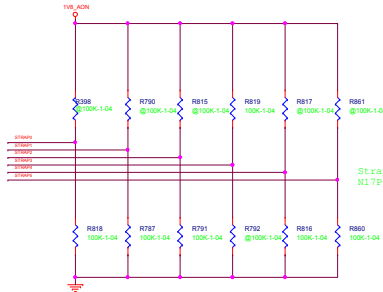 1V8_AON
R398
@100K-1-04
R790
@100K-1-04
R815
@100K-1-04
R819
100K-1-04
R817
@100K-1-04
R861
@100K-1-0
STRAP0
STRAP1
STRAP2
STRAP3
STRAP4
STRAP5
Stra
N17P
R818
100K-1-04
R787
100K-1-04
R791
100K-1-04
R792
@100K-1-04
R816
100K-1-04
R860
100K-1-04